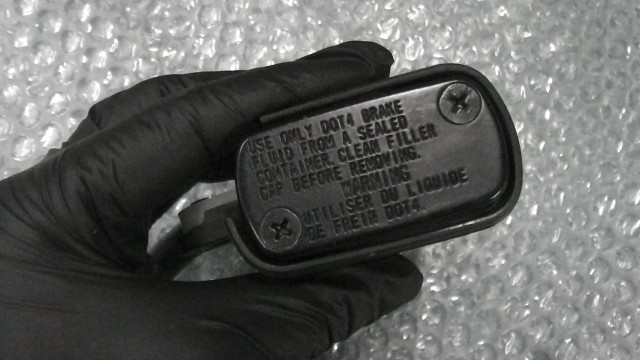 USE ONLY DOT4 BRAKE
FLUID FROM A SEALED
CONTAINER. CLEAN FILLER
CAP BEFORE REMOVING.
WARNING
UTILISER DU LIQUIDE
DE FREIN DOT4.